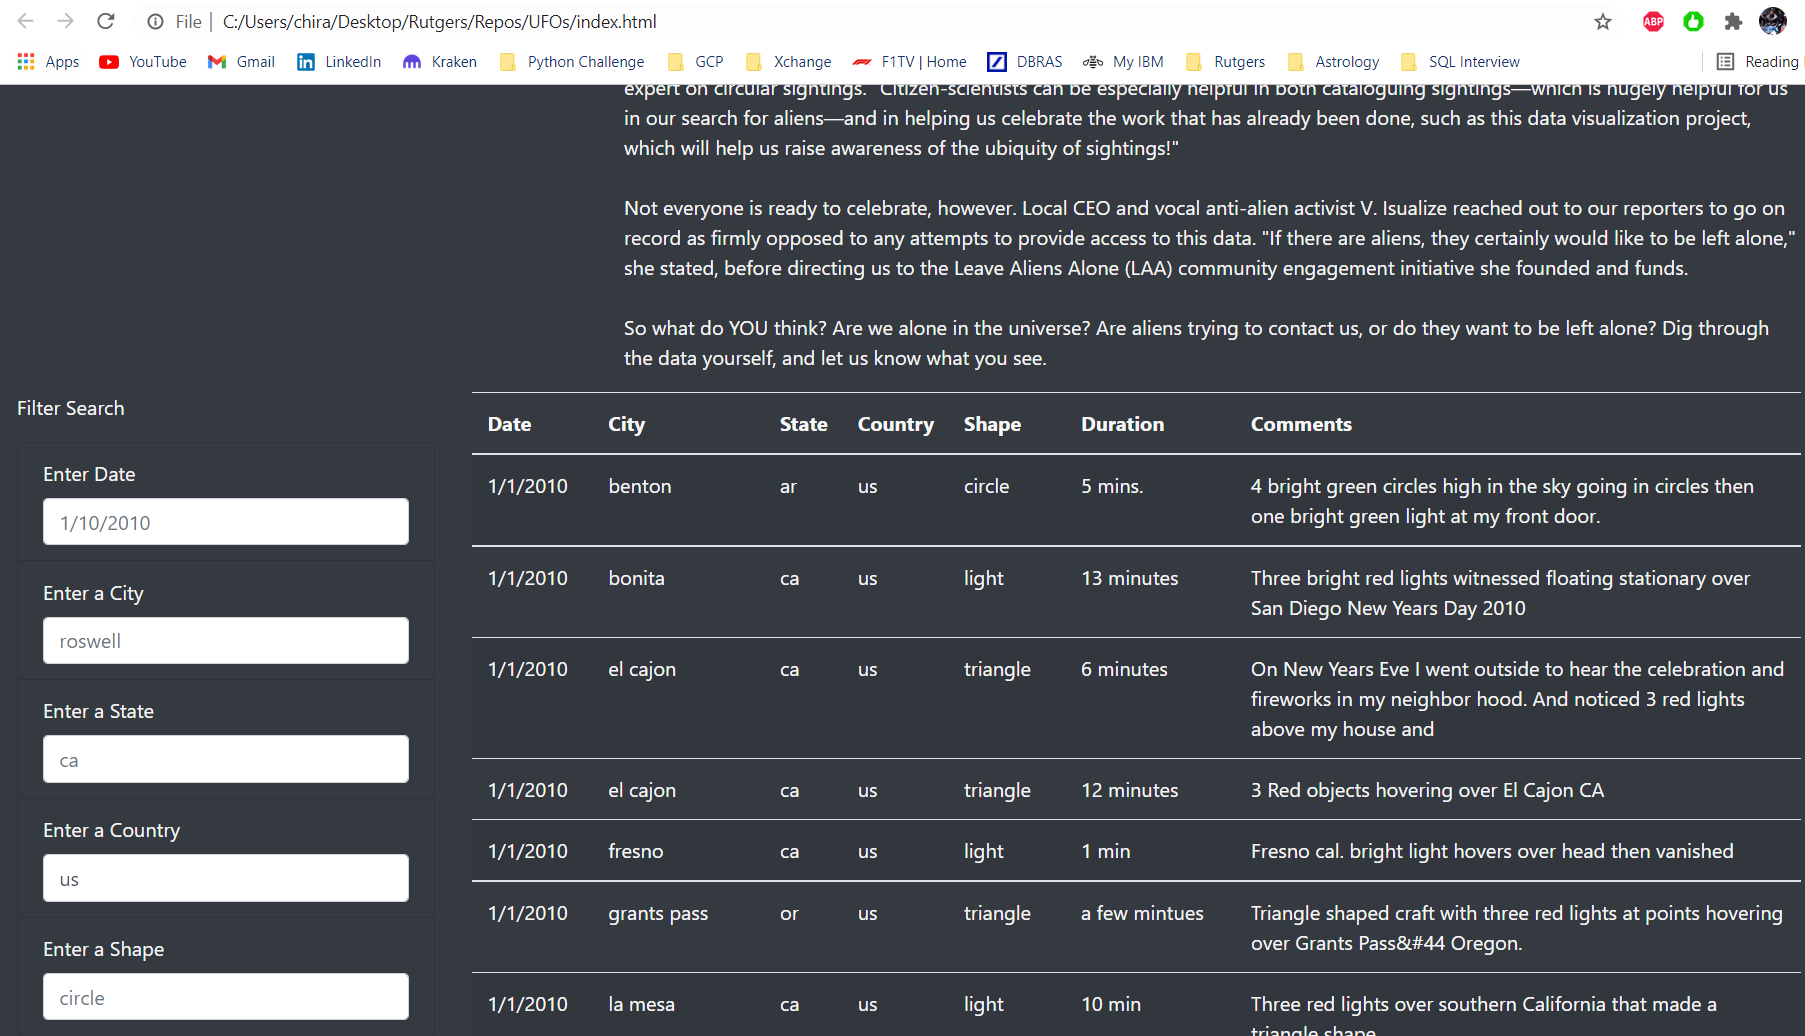 File | C:/Users/chira/Desktop/Rutgers/Repos/UFOs/index.html
ABP
Apps YouTube Gmail LinkedIn Kraken Python Challenge GCP Xchange F1TV | Home DBRAS My IBM Rutgers Astrology SQL Interview Reading
expert on circular sightings. "Citizen-scientists can be especially helpful in both cataloguing sightings—which is hugely helpful for us
in our search for aliens—and in helping us celebrate the work that has already been done, such as this data visualization project,
which will help us raise awareness of the ubiquity of sightings!"
Not everyone is ready to celebrate, however. Local CEO and vocal anti-alien activist V. Isualize reached out to our reporters to go on
record as firmly opposed to any attempts to provide access to this data. "If there are aliens, they certainly would like to be left alone,"
she stated, before directing us to the Leave Aliens Alone (LAA) community engagement initiative she founded and funds.
So what do YOU think? Are we alone in the universe? Are aliens trying to contact us, or do they want to be left alone? Dig through
the data yourself, and let us know what you see.
Filter Search
Enter Date
1/10/2010
Enter a City
roswell
Enter a State
ca
Enter a Country
us
Enter a Shape
circle
Date City State Country Shape Duration Comments
1/1/2010 benton ar us circle 5 mins. 4 bright green circles high in the sky going in circles then
one bright green light at my front door.
1/1/2010 bonita ca us light 13 minutes Three bright red lights witnessed floating stationary over
San Diego New Years Day 2010
1/1/2010 el cajon ca us triangle 6 minutes On New Years Eve I went outside to hear the celebration and
fireworks in my neighbor hood. And noticed 3 red lights
above my house and
1/1/2010 el cajon ca us triangle 12 minutes 3 Red objects hovering over El Cajon CA
1/1/2010 fresno ca us light 1 min Fresno cal. bright light hovers over head then vanished
1/1/2010 grants pass or us triangle a few mintues Triangle shaped craft with three red lights at points hovering
over Grants Pass&#44 Oregon.
1/1/2010 la mesa ca us light 10 min Three red lights over southern California that made a
triangle shape